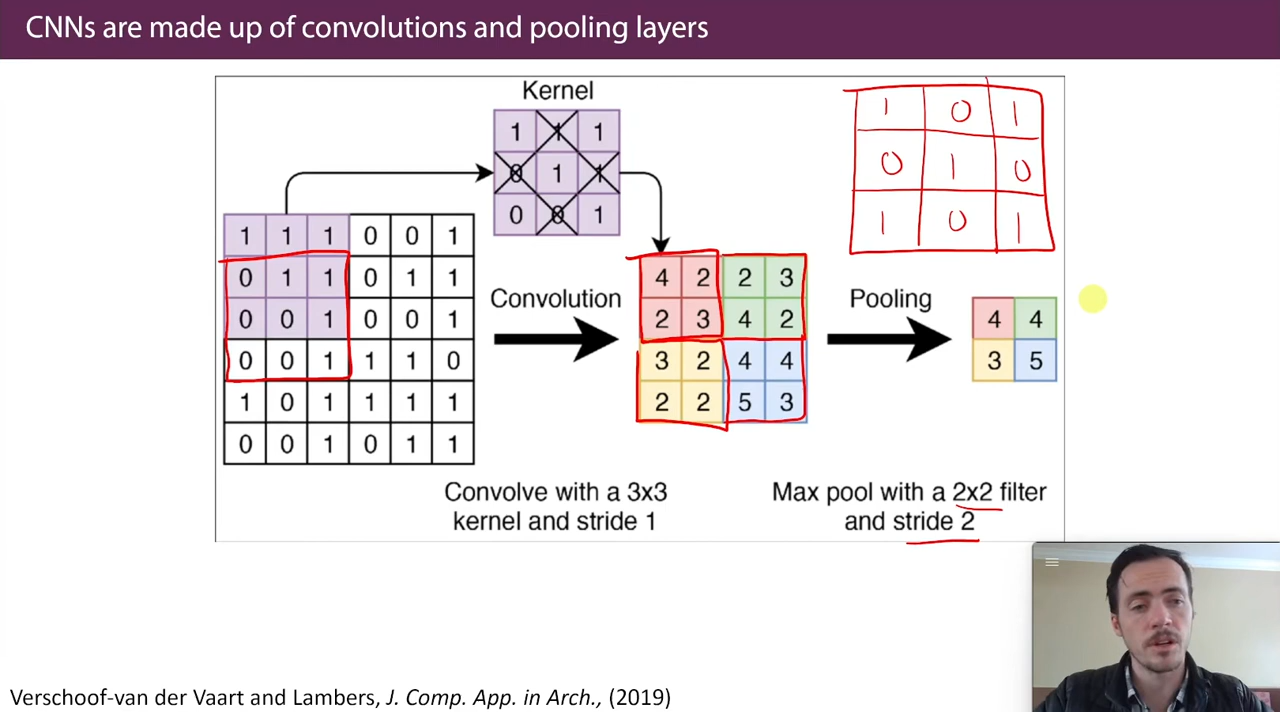 CNNs are made up of convolutions and pooling layers
Kernel
1 1 1
0 1 1
0 0 1
1 0 1
0 1 0
1 0 1
1 1 1 0 0 1
0 1 1 0 1 1
0 0 1 0 0 1
0 0 1 1 1 0
1 0 1 1 1 1
0 0 1 0 1 1
Convolution
4 2 2 3
2 3 4 2
3 2 4 4
2 2 5 3
Pooling
4 4
3 5
Convolve with a 3x3
kernel and stride 1
Max pool with a 2x2 filter
and stride 2
Verschoof-van der Vaart and Lambers, J. Comp. App. in Arch., (2019)